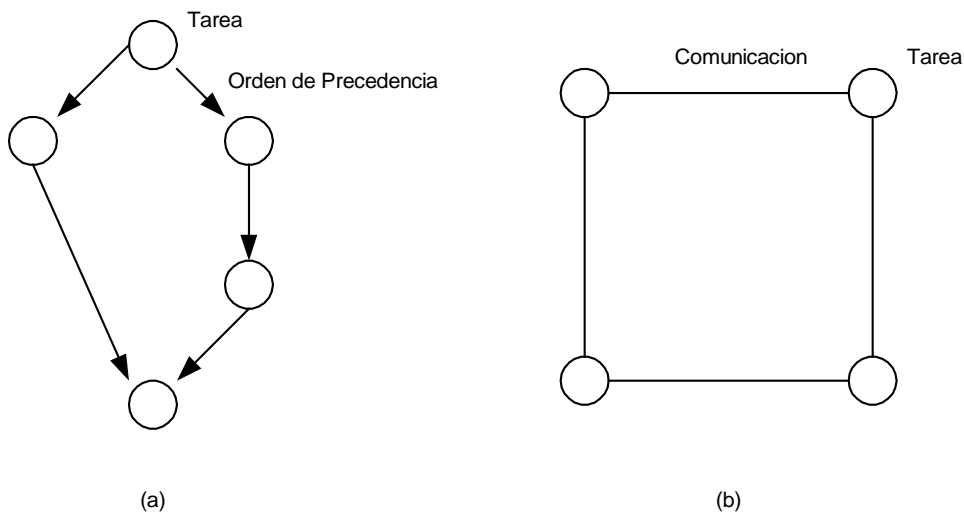 Tarea
Orden de Precedencia
Comunicacion
Tarea
(a)
(b)